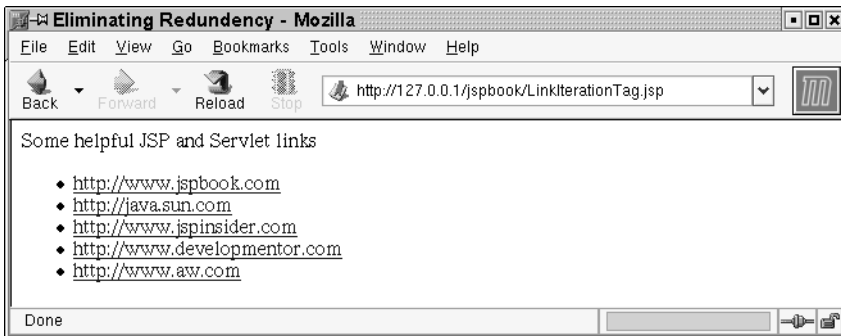 Eliminating Redundency - Mozilla
File Edit View Go Bookmarks Tools Window Help
Back Forward Reload Stop http://127.0.0.1/jspbook/LinkIterationTag.jsp
Some helpful JSP and Servlet links
http://www.jspbook.com
http://java.sun.com
http://www.jspinsider.com
http://www.developmentor.com
http://www.aw.com
Done